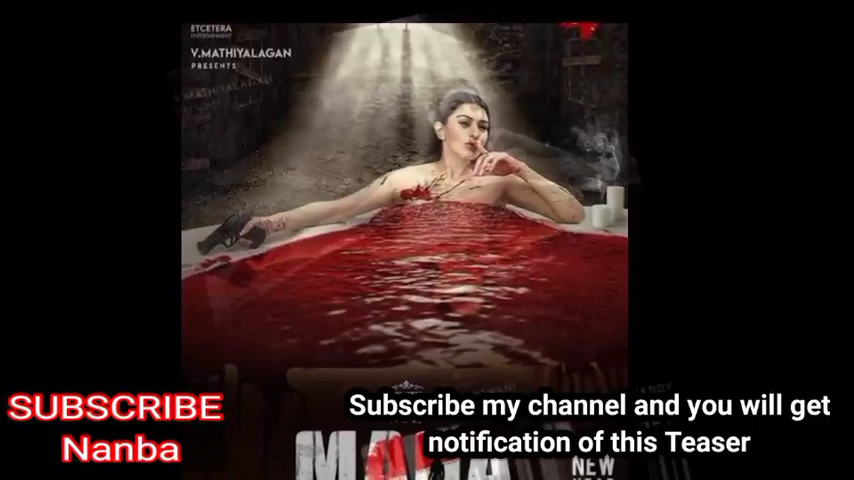 ETCETERA
ENTERTAINMENT
V.MATHIYALAGAN
PRESENTS
SUBSCRIBE
Nanba
Subscribe my channel and you will get
notification of this Teaser
NEW